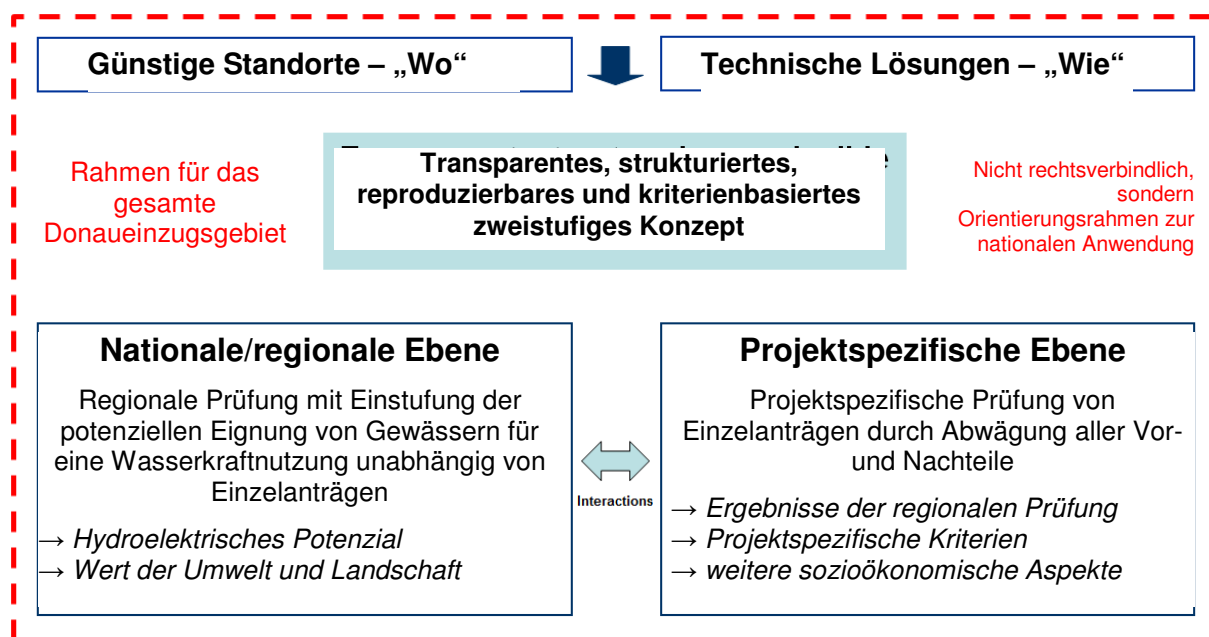 Günstige Standorte – „Wo“
Technische Lösungen – „Wie“
Rahmen für das
gesamte
Donaueinzugsgebiet
Transparentes, strukturiertes,
reproduzierbares und kriterienbasiertes
zweistufiges Konzept
Nicht rechtsverbindlich,
sondern
Orientierungsrahmen zur
nationalen Anwendung
Nationale/regionale Ebene
Regionale Prüfung mit Einstufung der
potenziellen Eignung von Gewässern für
eine Wasserkraftnutzung unabhängig von
Einzelanträgen
→ Hydroelektrisches Potenzial
→ Wert der Umwelt und Landschaft
Interactions
Projektspezifische Ebene
Projektspezifische Prüfung von
Einzelanträgen durch Abwägung aller Vor-
und Nachteile
→ Ergebnisse der regionalen Prüfung
→ Projektspezifische Kriterien
→ weitere sozioökonomische Aspekte